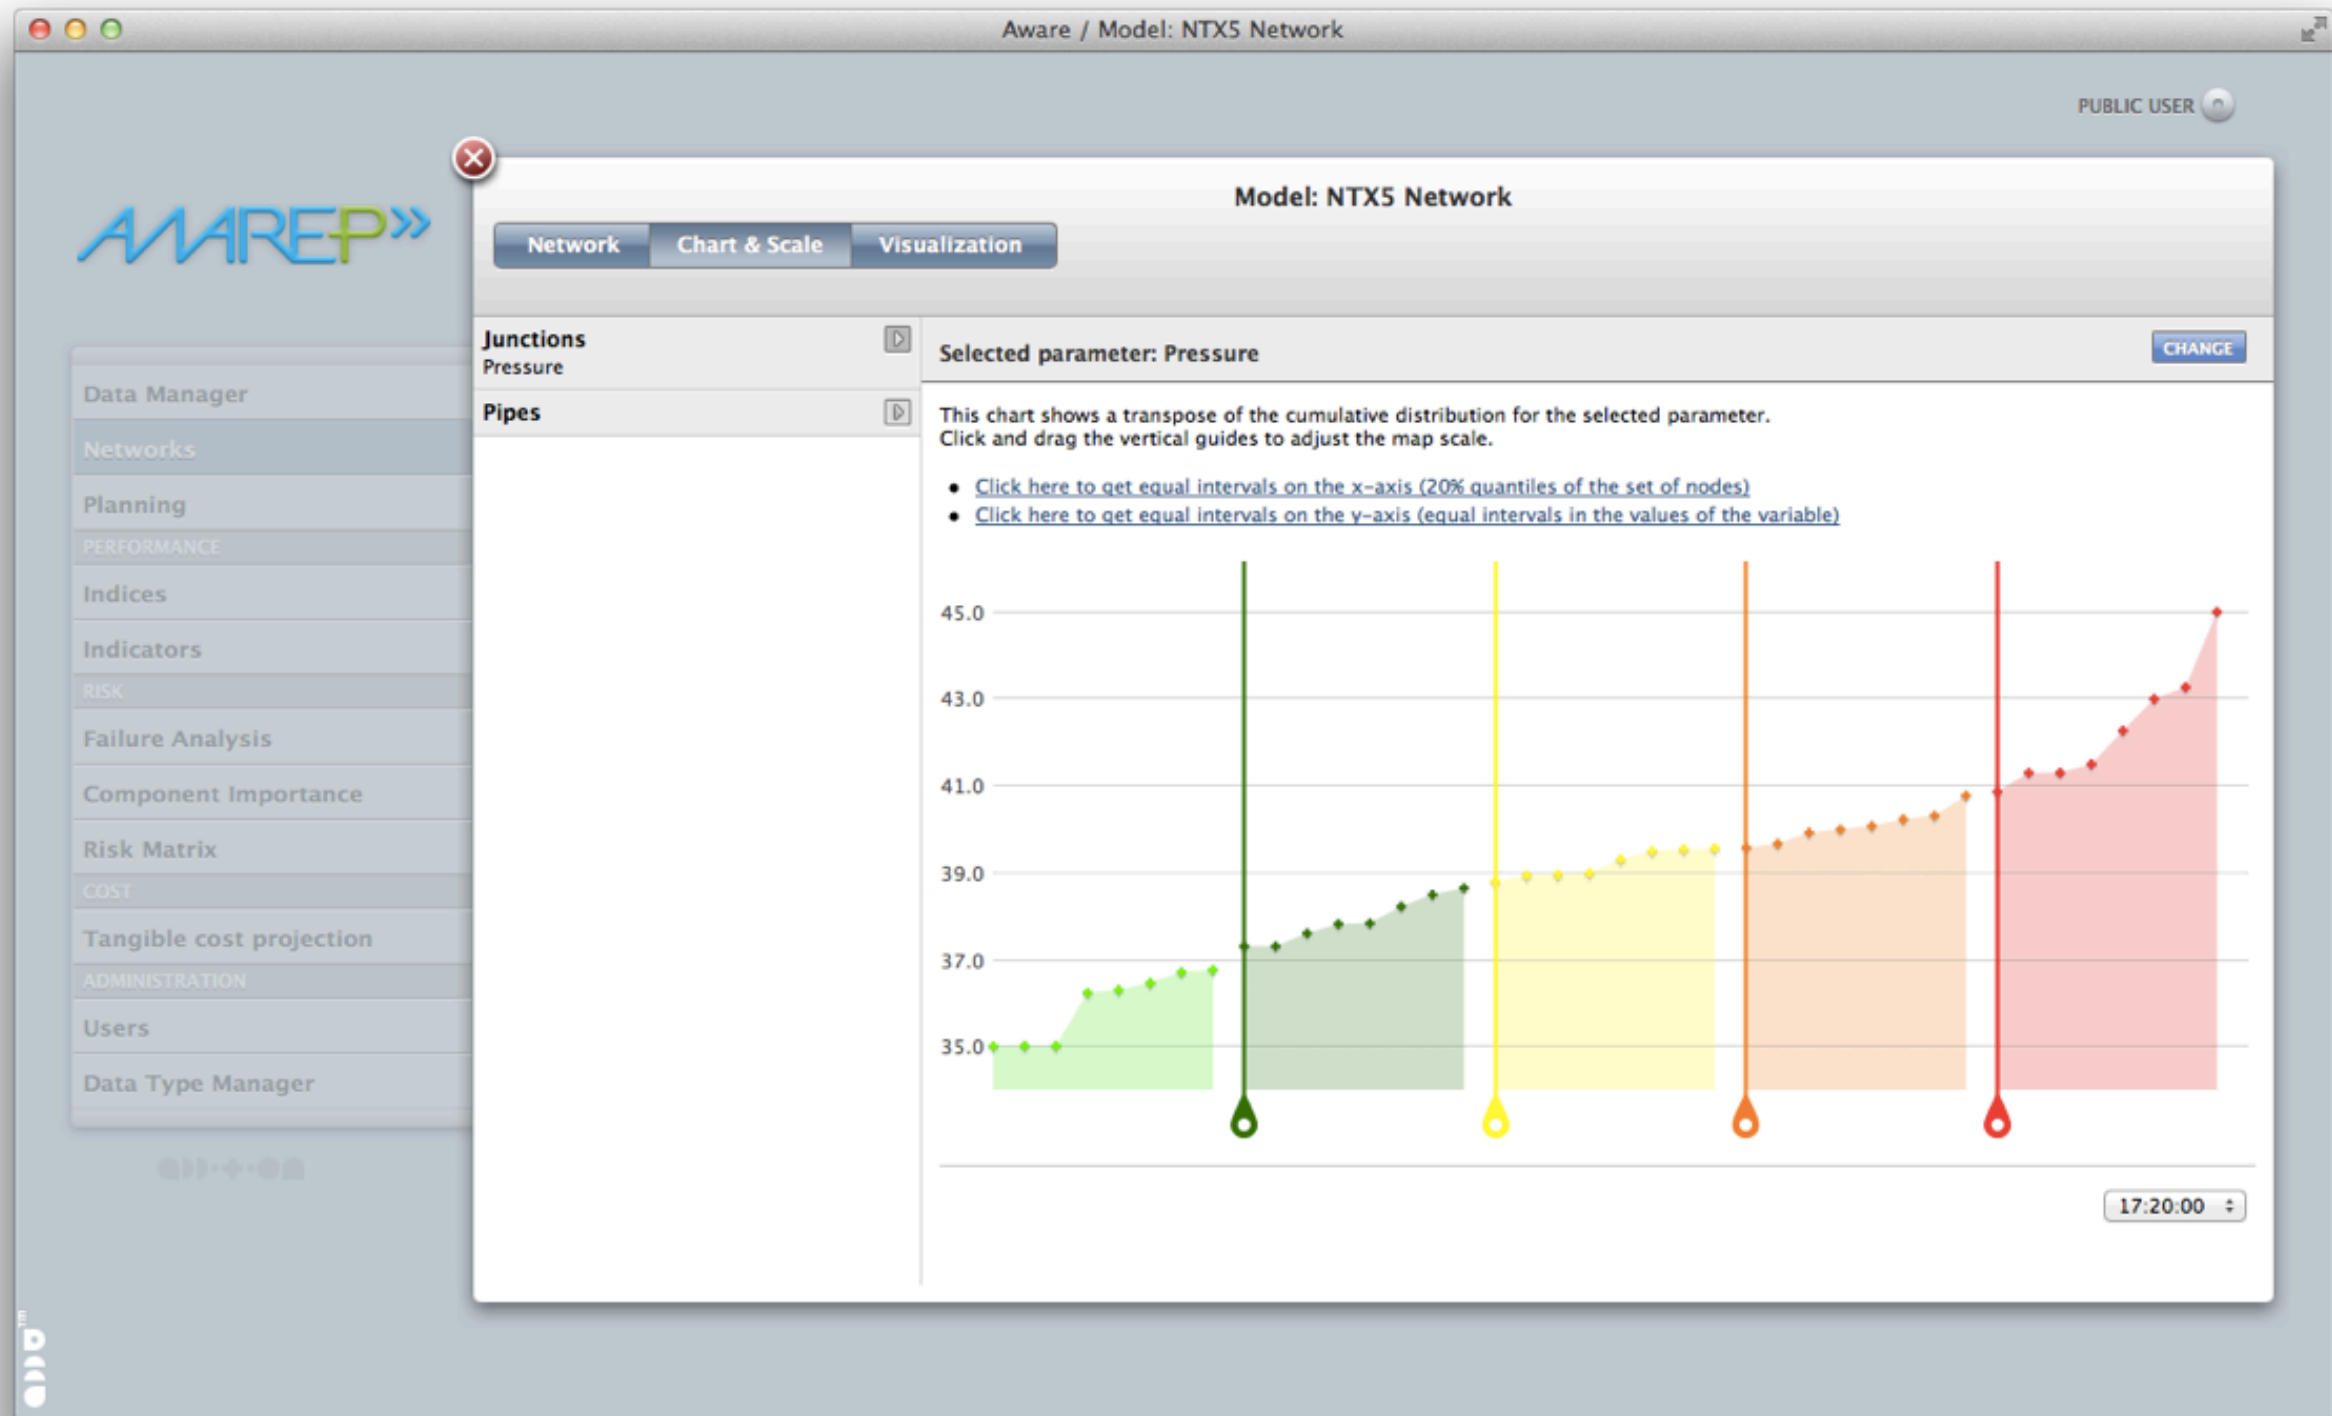 Aware / Model: NTX5 Network
PUBLIC USER
AWAREP»
Model: NTX5 Network
Network
Chart & Scale
Visualization
Data Manager
Networks
Planning
PERFORMANCE
Indices
Indicators
RISK
Failure Analysis
Component Importance
Risk Matrix
COST
Tangible cost projection
ADMINISTRATION
Users
Data Type Manager
Junctions
Pressure
Pipes
Selected parameter: Pressure
CHANGE
This chart shows a transpose of the cumulative distribution for the selected parameter.
Click and drag the vertical guides to adjust the map scale.
• Click here to get equal intervals on the x-axis (20% quantiles of the set of nodes)
• Click here to get equal intervals on the y-axis (equal intervals in the values of the variable)
45.0
43.0
41.0
39.0
37.0
35.0
17:20:00